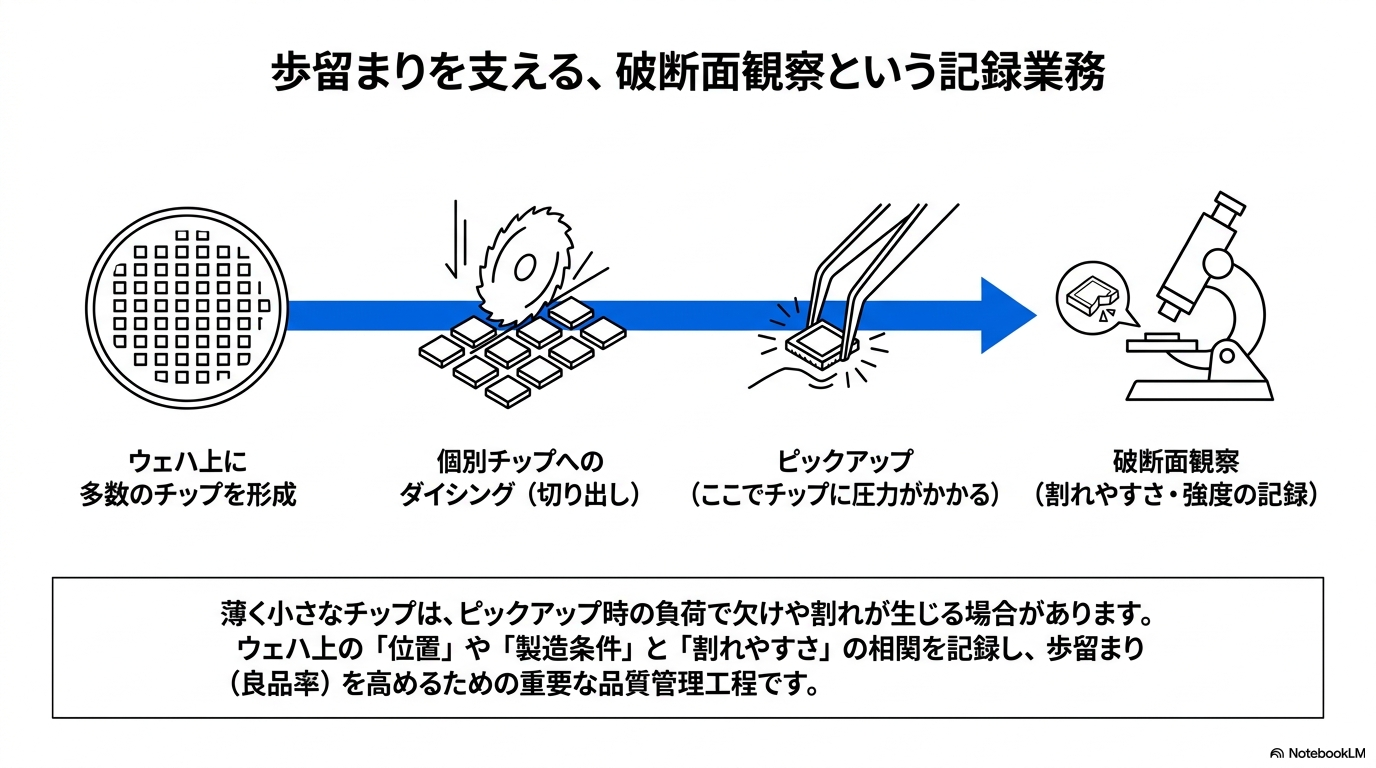 歩留まりを支える、破断面観察という記録業務
ウェハ上に
多数のチップを形成
個別チップへの
ダイシング（切り出し）
ピックアップ
（ここでチップに圧力がかかる）
破断面観察
（割れやすさ・強度の記録）
薄く小さなチップは、ピックアップ時の負荷で欠けや割れが生じる場合があります。
ウェハ上の「位置」や「製造条件」と「割れやすさ」の相関を記録し、歩留まり
（良品率）を高めるための重要な品質管理工程です。
NotebookLM